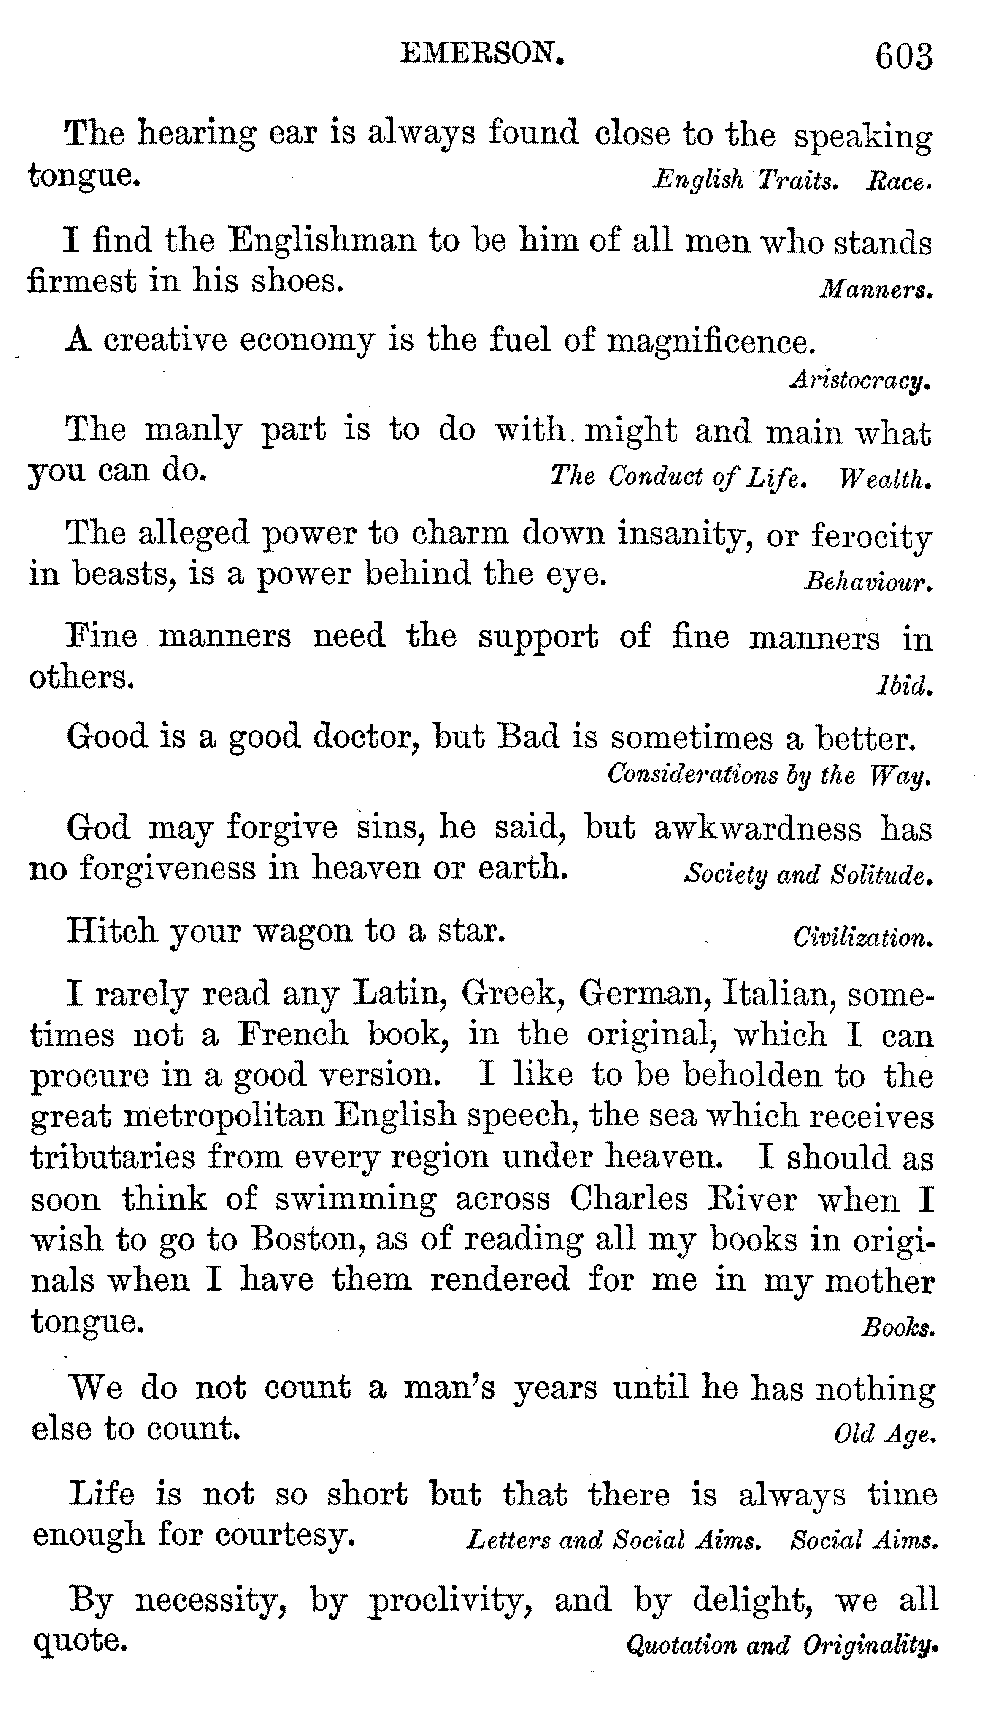 EMERSON. 603
The hearing ear is always found close to the speaking
tongue. English Traits. Race.
I find the Englishman to be him of all men who stands
firmest in his shoes. Manners.
A creative economy is the fuel of magnificence.
Aristocracy.
The manly part is to do with might and main what
you can do. The Conduct of Life. Wealth.
The alleged power to charm down insanity, or ferocity
in beasts, is a power behind the eye. Behaviour.
Fine manners need the support of fine manners in
others. Ibid.
Good is a good doctor, but Bad is sometimes a better.
Considerations by the Way.
God may forgive sins, he said, but awkwardness has
no forgiveness in heaven or earth. Society and Solitude.
Hitch your wagon to a star. Civilization.
I rarely read any Latin, Greek, German, Italian, some-
times not a French book, in the original, which I can
procure in a good version. I like to be beholden to the
great metropolitan English speech, the sea which receives
tributaries from every region under heaven. I should as
soon think of swimming across Charles River when I
wish to go to Boston, as of reading all my books in origi-
nals when I have them rendered for me in my mother
tongue. Books.
We do not count a man's years until he has nothing
else to count. Old Age.
Life is not so short but that there is always time
enough for courtesy. Letters and Social Aims. Social Aims.
By necessity, by proclivity, and by delight, we all
quote. Quotation and Originality.